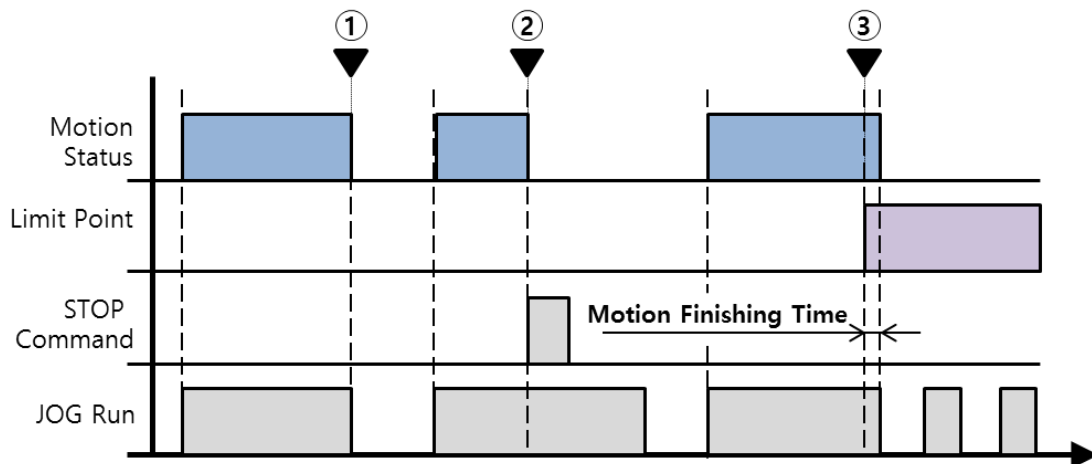 ① ② ③
Motion
Status
Limit Point
STOP
Command
Motion Finishing Time
JOG Run